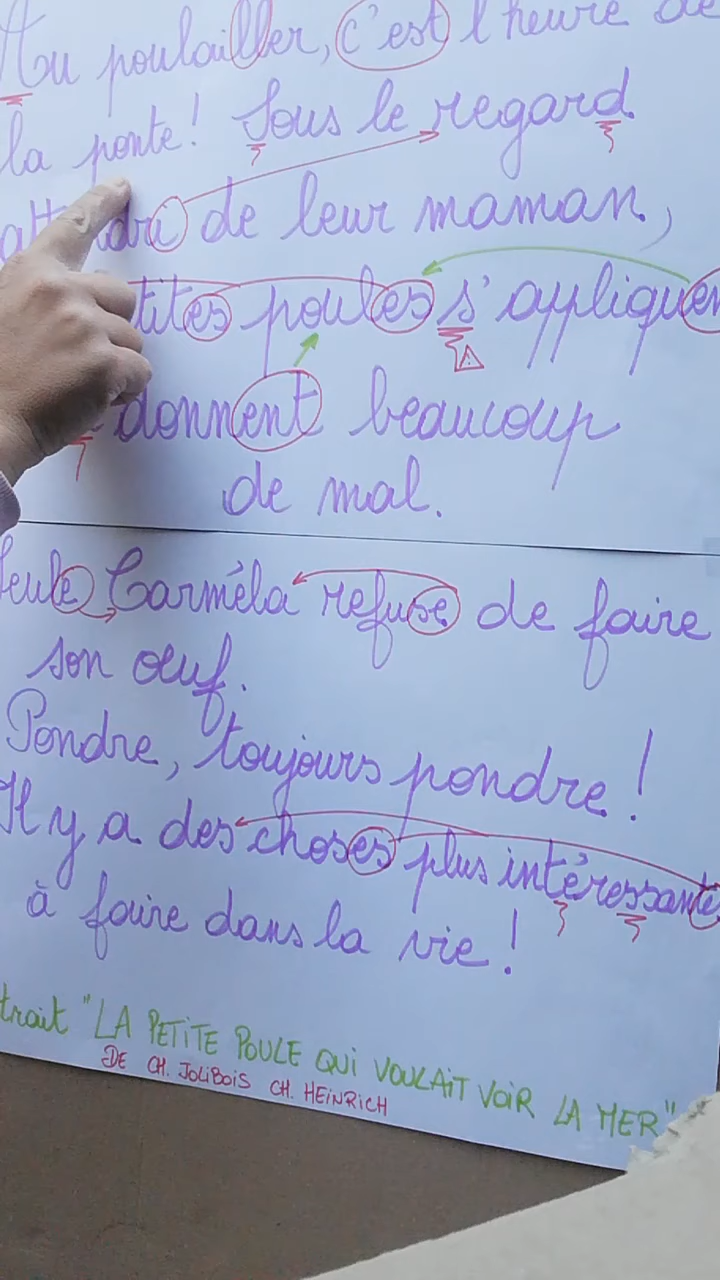 Au poulailler, c'est l'heure de
la ponte! Sous le regard
de leur maman,
poules s'appliquen
donnent beaucoup
de mal.
Seule Carméla refuse de faire
son œuf.
Pondre, toujours pondre!
Il y a des choses plus intéressantes
à faire dans la vie!
trait "LA PETITE POULE QUI VOULAIT VOIR LA MER"
DE CH. JOLIBOIS CH. HEINRICH